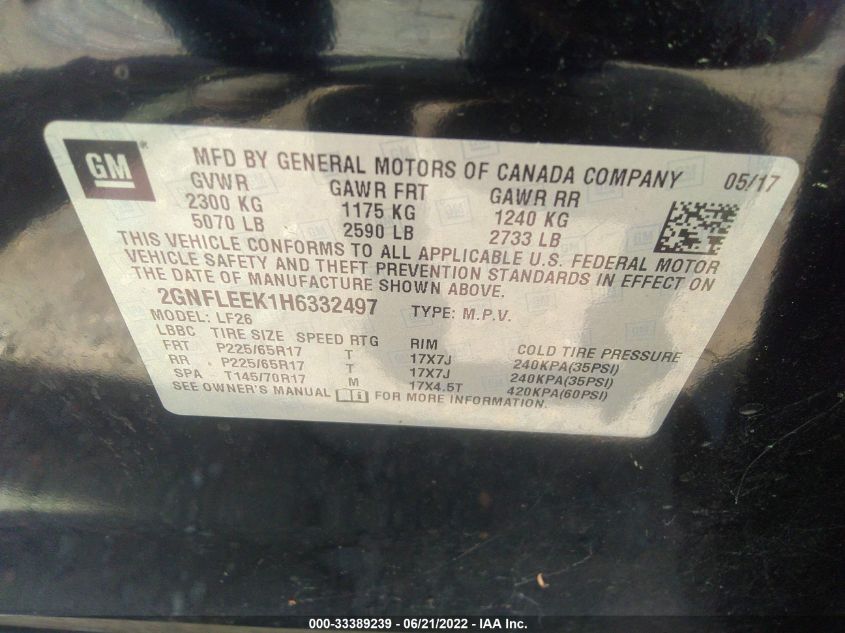 GM
MFD BY GENERAL MOTORS OF CANADA COMPANY 05/17
GVWR GAWR FRT GAWR RR
2300 KG 1175 KG 1240 KG
5070 LB 2590 LB 2733 LB
THIS VEHICLE CONFORMS TO ALL APPLICABLE U.S. FEDERAL MOTOR
VEHICLE SAFETY AND THEFT PREVENTION STANDARDS IN EFFECT ON
THE DATE OF MANUFACTURE SHOWN ABOVE.
2GNFLEEK1H6332497 TYPE: M.P.V.
MODEL: LF26
LBBC TIRE SIZE SPEED RTG RIM COLD TIRE PRESSURE
FRT P225/65R17 T 17X7J 240KPA(35PSI)
RR P225/65R17 T 17X7J 240KPA(35PSI)
SPA T145/70R17 M 17X4.5T 420KPA(60PSI)
SEE OWNER'S MANUAL FOR MORE INFORMATION.
000-33389239 - 06/21/2022 - IAA Inc.